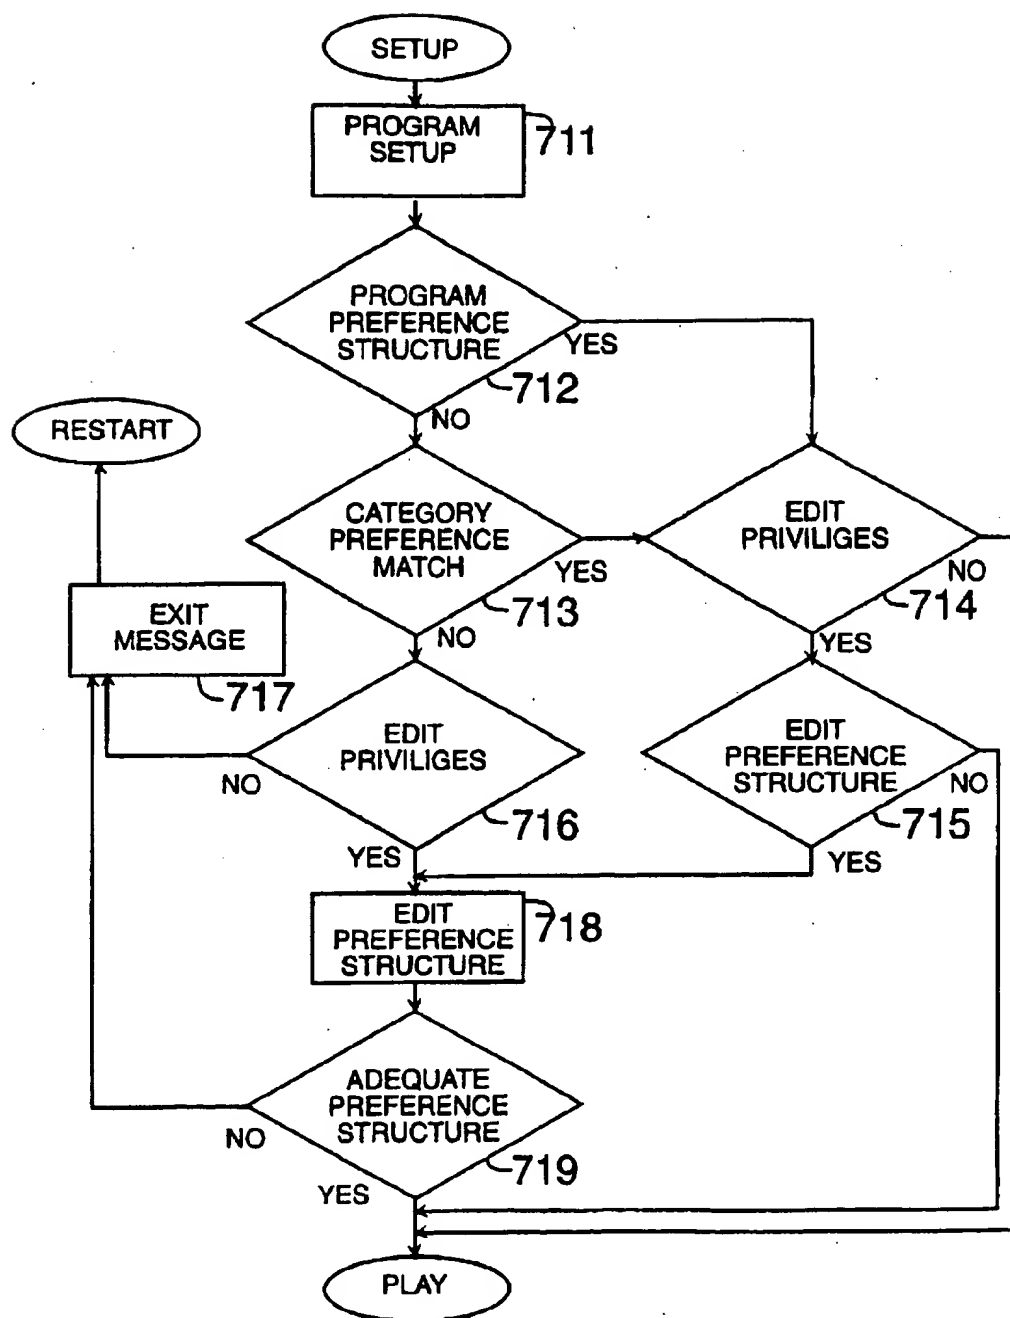 SETUP
PROGRAM
SETUP
711
PROGRAM
PREFERENCE
STRUCTURE
YES
712
NO
RESTART
CATEGORY
PREFERENCE
MATCH
YES
713
NO
EDIT
PRIVILIGES
NO
714
YES
EXIT
MESSAGE
717
EDIT
PRIVILIGES
NO
716
YES
EDIT
PREFERENCE
STRUCTURE
NO
715
YES
EDIT
PREFERENCE
STRUCTURE
718
ADEQUATE
PREFERENCE
STRUCTURE
NO
719
YES
PLAY